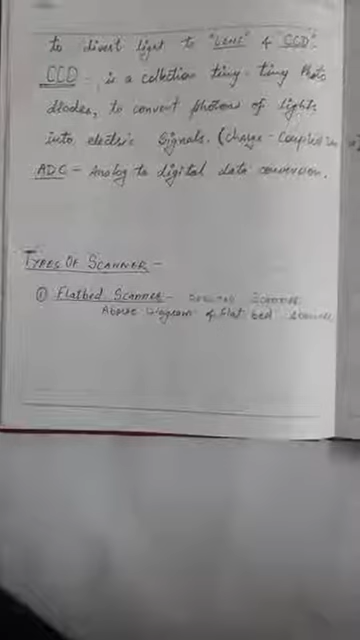 to divert light to "LENS" & "CCD".
CCD - is a collection tiny-tiny Photo
diodes, to convert photons of lights
into electric Signals. (charge-Coupled
ADC - Analog to digital data conversion.
TYPES OF SCANNER -
① Flatbed Scanner - Scanner
Above Diagram of flat bed Scanner